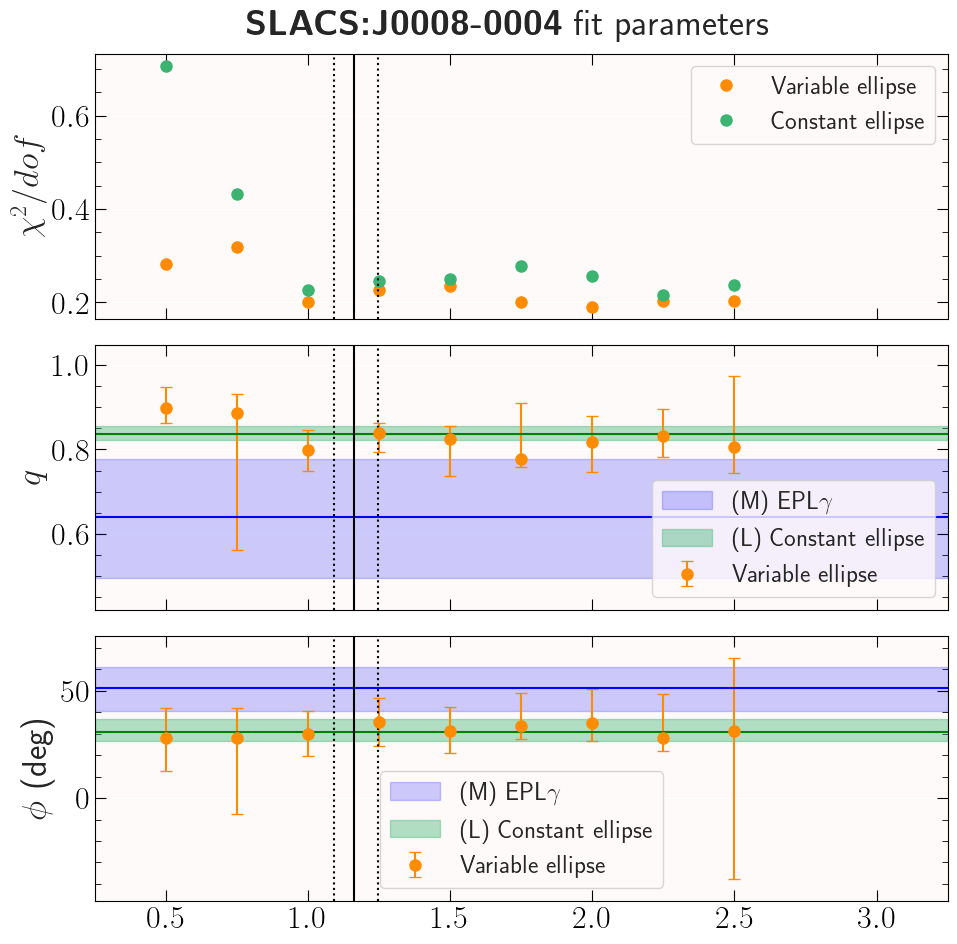 SLACS:J0008-0004 fit parameters
χ²/dof
0.6
0.4
0.2
Variable ellipse
Constant ellipse
q
1.0
0.8
0.6
(M) EPLγ
(L) Constant ellipse
Variable ellipse
ϕ (deg)
50
0
(M) EPLγ
(L) Constant ellipse
Variable ellipse
0.5 1.0 1.5 2.0 2.5 3.0